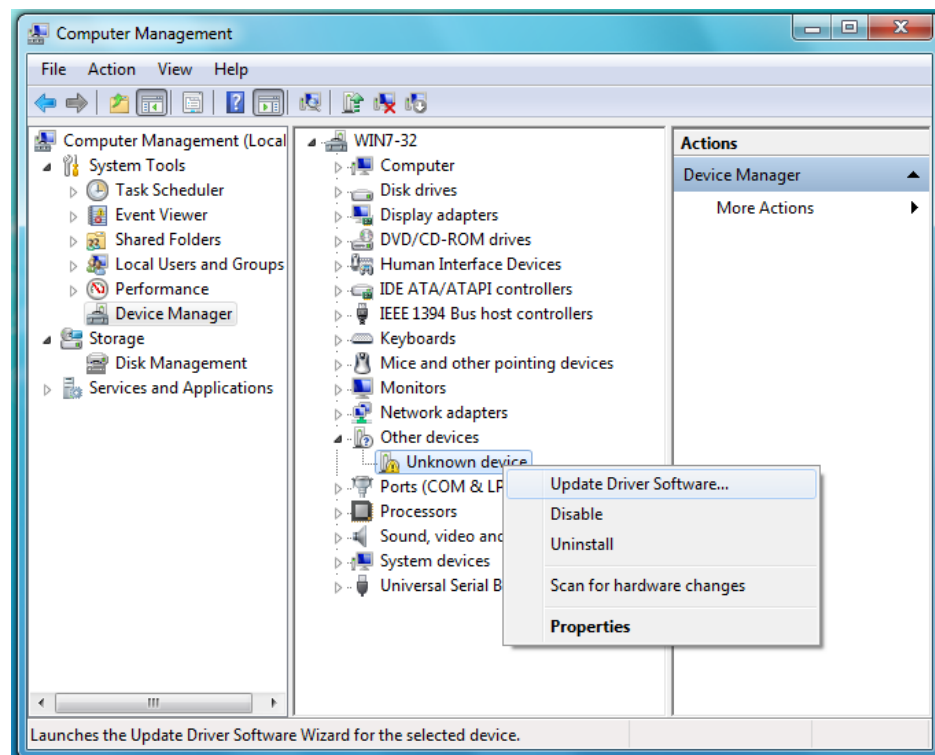 Computer Management
File Action View Help
Computer Management (Local
System Tools
Task Scheduler
Event Viewer
Shared Folders
Local Users and Groups
Performance
Device Manager
Storage
Disk Management
Services and Applications
WIN7-32
Computer
Disk drives
Display adapters
DVD/CD-ROM drives
Human Interface Devices
IDE ATA/ATAPI controllers
IEEE 1394 Bus host controllers
Keyboards
Mice and other pointing devices
Monitors
Network adapters
Other devices
Unknown device
Ports (COM & LP
Processors
Sound, video and
System devices
Universal Serial B
Update Driver Software...
Disable
Uninstall
Scan for hardware changes
Properties
Actions
Device Manager
More Actions
Launches the Update Driver Software Wizard for the selected device.